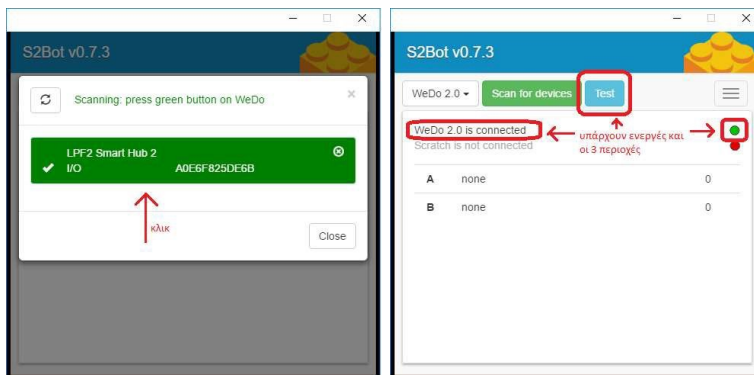 S2Bot v0.7.3
Scanning: press green button on WeDo
LPF2 Smart Hub 2
I/O A0E6F825DE6B
κλικ
Close
S2Bot v0.7.3
WeDo 2.0 Scan for devices Test
WeDo 2.0 is connected
Scratch is not connected
υπάρχουν ενεργές και
οι 3 περιοχές
A none 0
B none 0